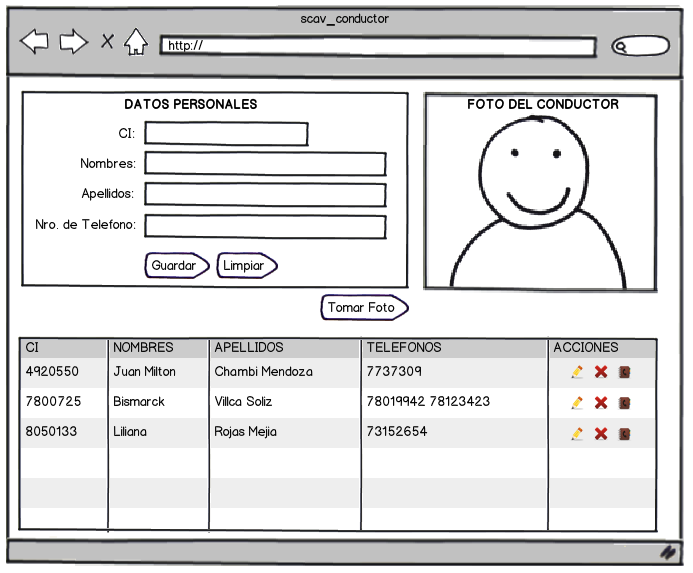 scav_conductor
http://
DATOS PERSONALES
CI:
Nombres:
Apellidos:
Nro. de Telefono:
Guardar Limpiar
FOTO DEL CONDUCTOR
Tomar Foto
CI NOMBRES APELLIDOS TELEFONOS ACCIONES
4920550 Juan Milton Chambi Mendoza 7737309
7800725 Bismarck Villca Soliz 78019942 78123423
8050133 Liliana Rojas Mejia 73152654